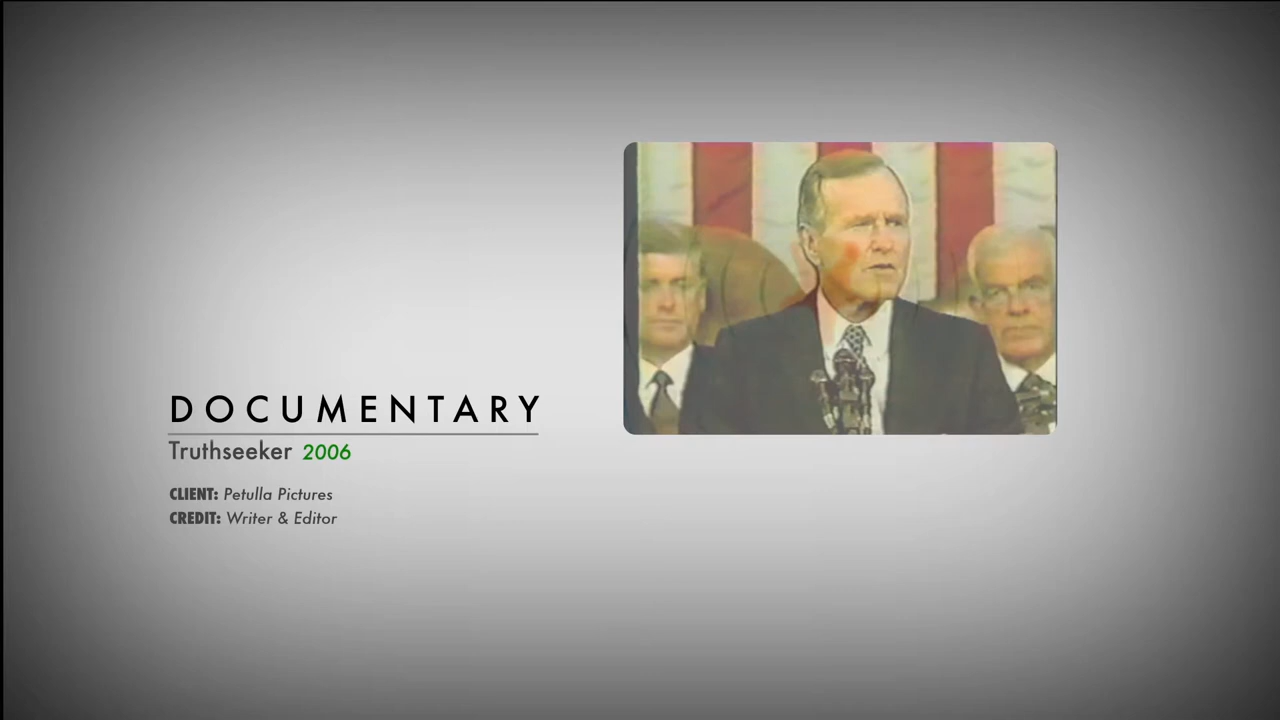 DOCUMENTARY
Truthseeker 2006
CLIENT: Petulla Pictures
CREDIT: Writer & Editor